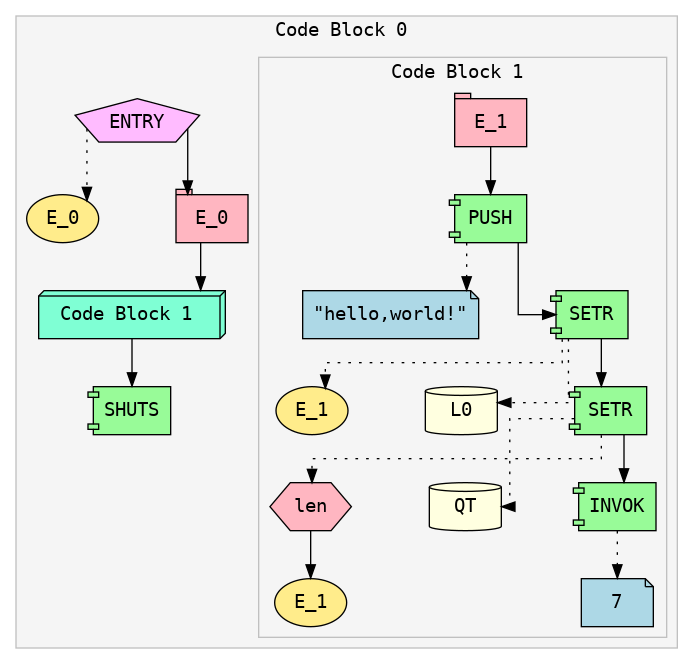 Code Block 0
Code Block 1
ENTRY
E_1
E_0
E_0
PUSH
Code Block 1
"hello,world!"
SETR
SHUTS
E_1
L0
SETR
len
QT
INVOK
E_1
7